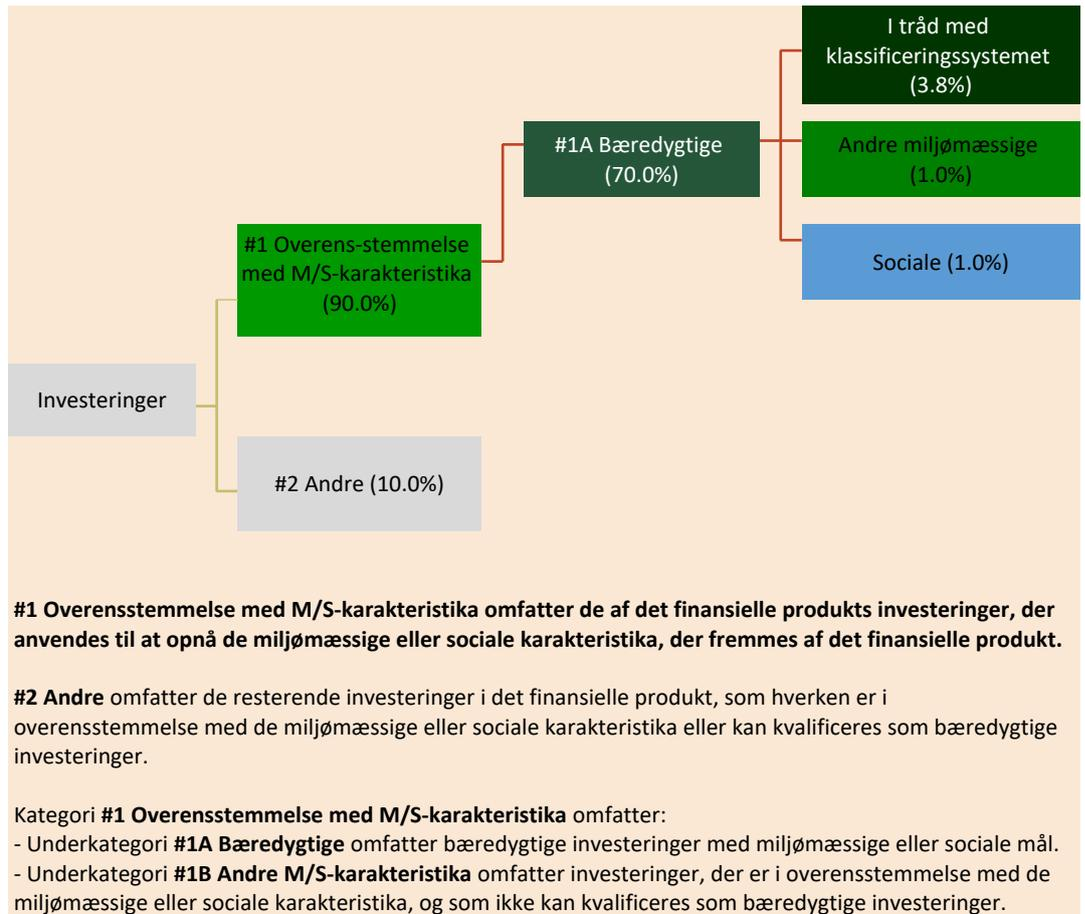 I tråd med
klassificeringssystemet
(3.8%)
#1A Bæredygtige
(70.0%)
Andre miljømæssige
(1.0%)
#1 Overens-stemmelse
med M/S-karakteristika
(90.0%)
Sociale (1.0%)
Investeringer
#2 Andre (10.0%)
#1 Overensstemmelse med M/S-karakteristika omfatter de af det finansielle produkts investeringer, der
anvendes til at opnå de miljømæssige eller sociale karakteristika, der fremmes af det finansielle produkt.
#2 Andre omfatter de resterende investeringer i det finansielle produkt, som hverken er i
overensstemmelse med de miljømæssige eller sociale karakteristika eller kan kvalificeres som bæredygtige
investeringer.
Kategori #1 Overensstemmelse med M/S-karakteristika omfatter:
- Underkategori #1A Bæredygtige omfatter bæredygtige investeringer med miljømæssige eller sociale mål.
- Underkategori #1B Andre M/S-karakteristika omfatter investeringer, der er i overensstemmelse med de
miljømæssige eller sociale karakteristika, og som ikke kan kvalificeres som bæredygtige investeringer.